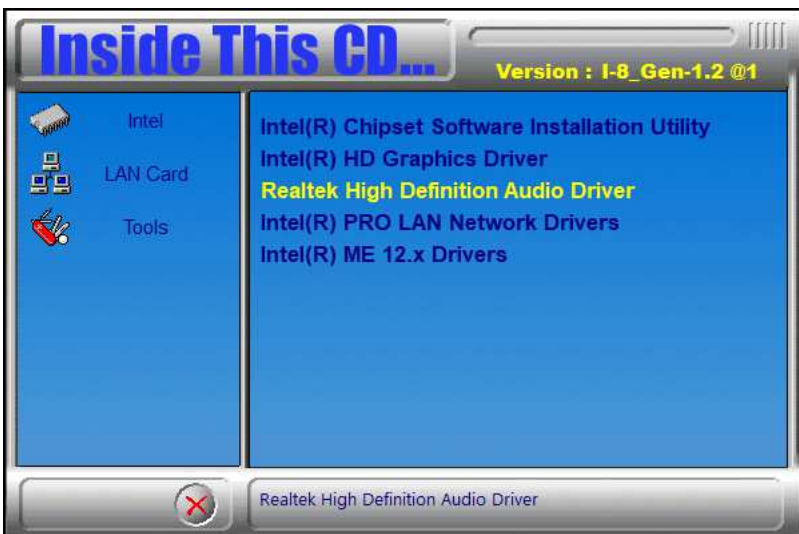 Inside This CD...
Version : I-8_Gen-1.2 @1
Intel
LAN Card
Tools
Intel(R) Chipset Software Installation Utility
Intel(R) HD Graphics Driver
Realtek High Definition Audio Driver
Intel(R) PRO LAN Network Drivers
Intel(R) ME 12.x Drivers
Realtek High Definition Audio Driver